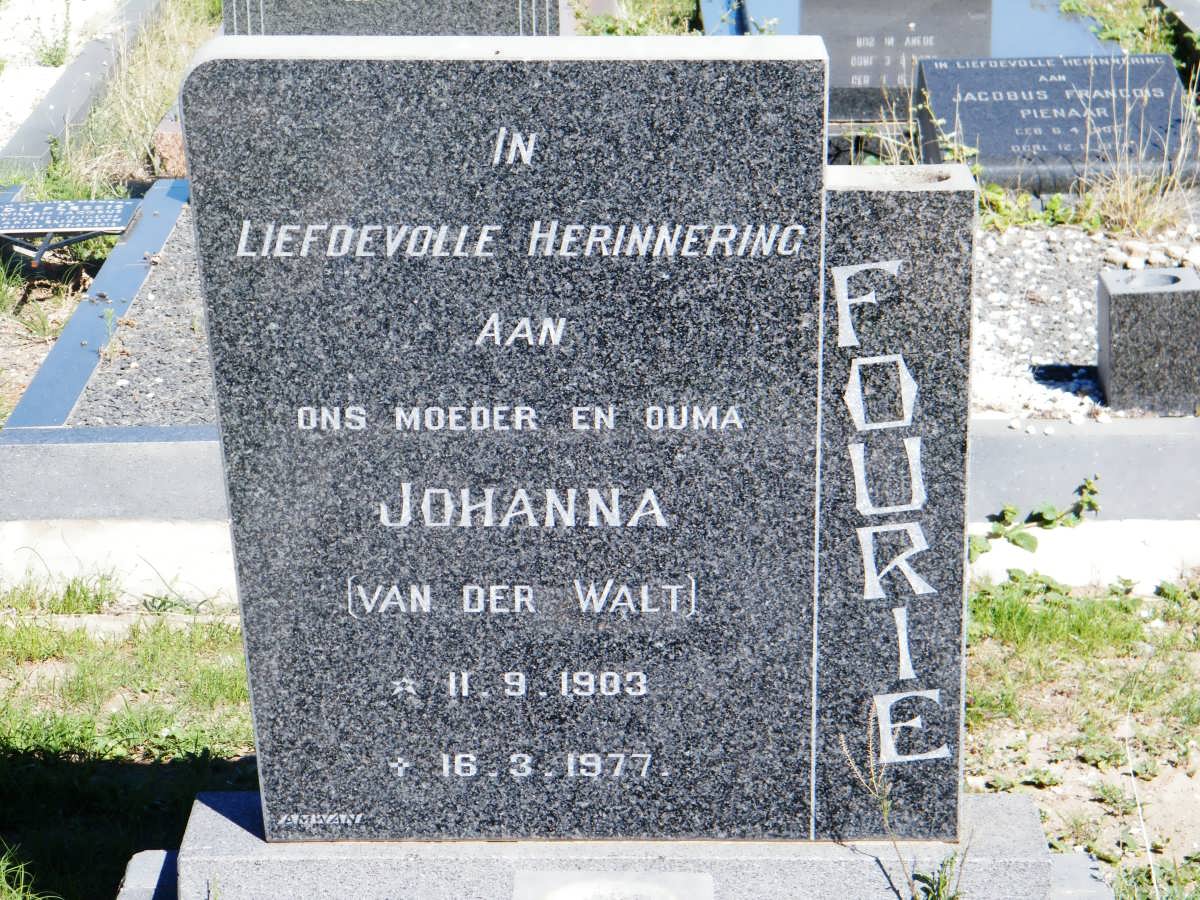 IN
LIEFDEVOLLE HERINNERING
AAN
ONS MOEDER EN OUMA
JOHANNA
(VAN DER WALT)
11.9.1903
16.3.1977.
FOURIE
IN LIEFDEVOLLE HERINNERING
AAN
JACOBUS FRANCOIS
PIENAAR